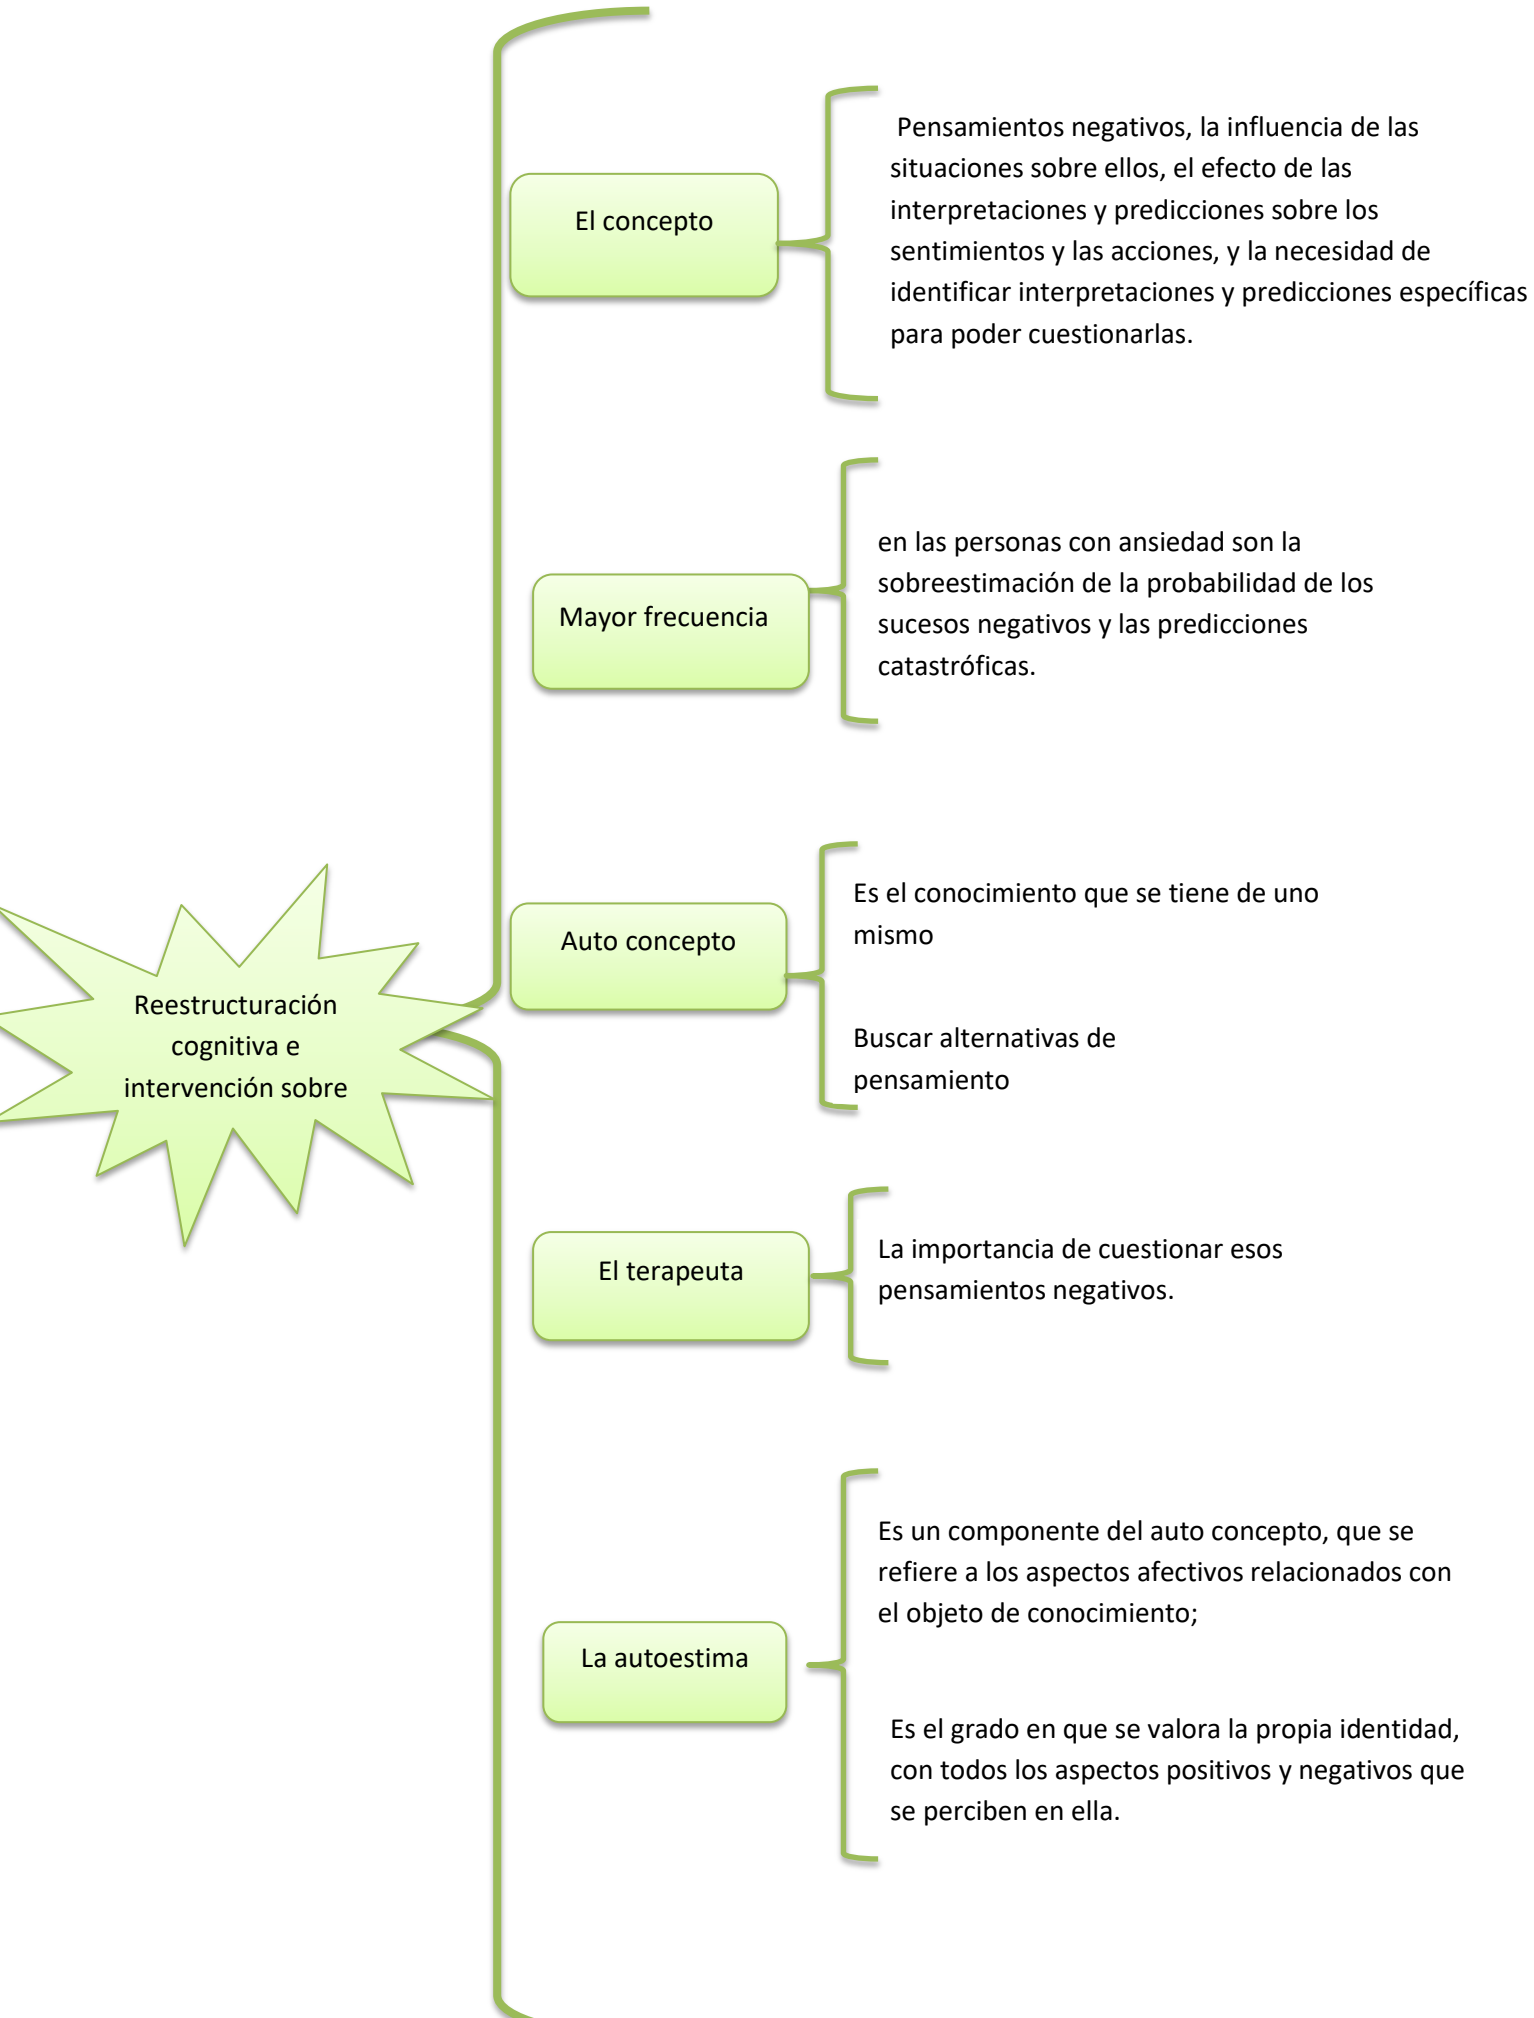 Reestructuración
cognitiva e
intervención sobre
El concepto
Pensamientos negativos, la influencia de las
situaciones sobre ellos, el efecto de las
interpretaciones y predicciones sobre los
sentimientos y las acciones, y la necesidad de
identificar interpretaciones y predicciones específicas
para poder cuestionarlas.
Mayor frecuencia
en las personas con ansiedad son la
sobreestimación de la probabilidad de los
sucesos negativos y las predicciones
catastróficas.
Auto concepto
Es el conocimiento que se tiene de uno
mismo
Buscar alternativas de
pensamiento
El terapeuta
La importancia de cuestionar esos
pensamientos negativos.
La autoestima
Es un componente del auto concepto, que se
refiere a los aspectos afectivos relacionados con
el objeto de conocimiento;
Es el grado en que se valora la propia identidad,
con todos los aspectos positivos y negativos que
se perciben en ella.